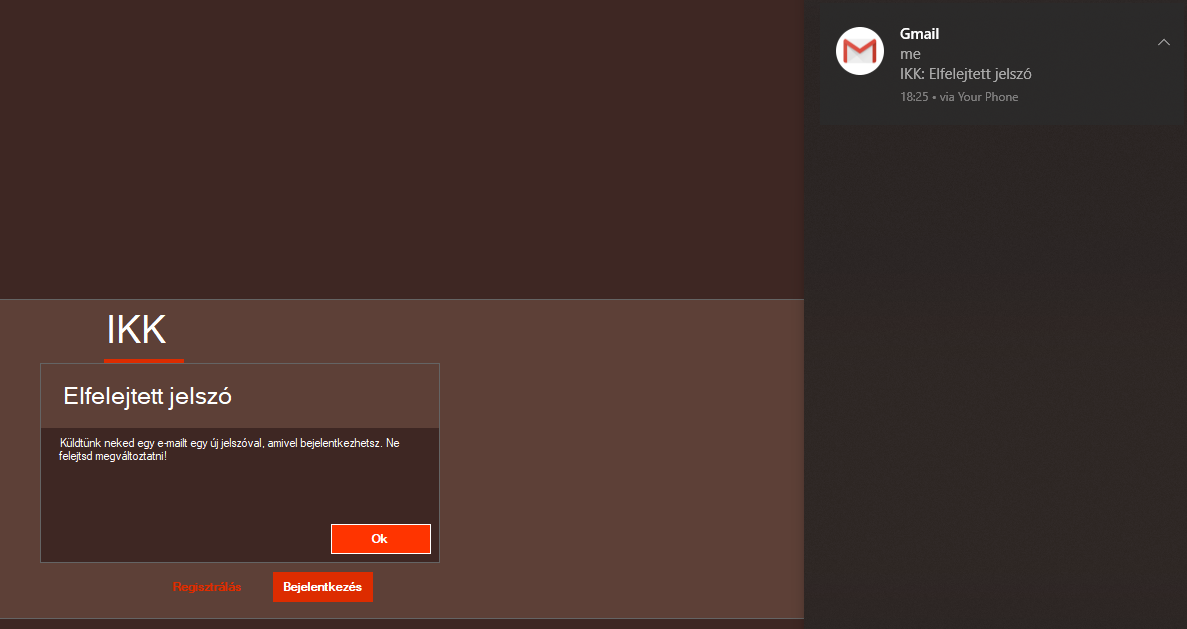 Gmail
me
IKK: Elfelejtett jelszó
18:25 • via Your Phone
IKK
Elfelejtett jelszó
Küldtünk neked egy e-mailt egy új jelszóval, amivel bejelentkezhetsz. Ne
felejtsd megváltoztatni!
Ok
Regisztrálás
Bejelentkezés